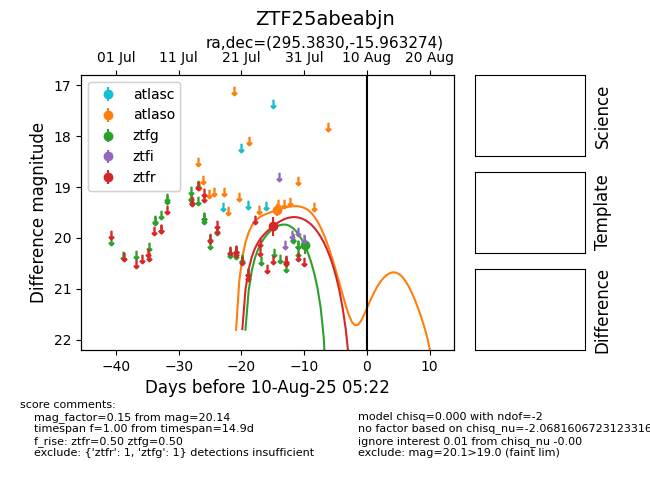 ZTF25abeabjn
ra,dec=(295.3830,-15.963274)
01 Jul 11 Jul 21 Jul 31 Jul 10 Aug 20 Aug
17
18
19
20
21
22
Difference magnitude
atlasc
atlaso
ztfg
ztfi
ztfr
Science
Template
Difference
−40 −30 −20 −10 0 10
Days before 10-Aug-25 05:22
score comments:
mag_factor=0.15 from mag=20.14
timespan f=1.00 from timespan=14.9d
f_rise: ztfr=0.50 ztfg=0.50
exclude: {'ztfr': 1, 'ztfg': 1} detections insufficient
model chisq=0.000 with ndof=-2
no factor based on chisq_nu=-2.0681606723123316
ignore interest 0.01 from chisq_nu -0.00
exclude: mag=20.1>19.0 (faint lim)